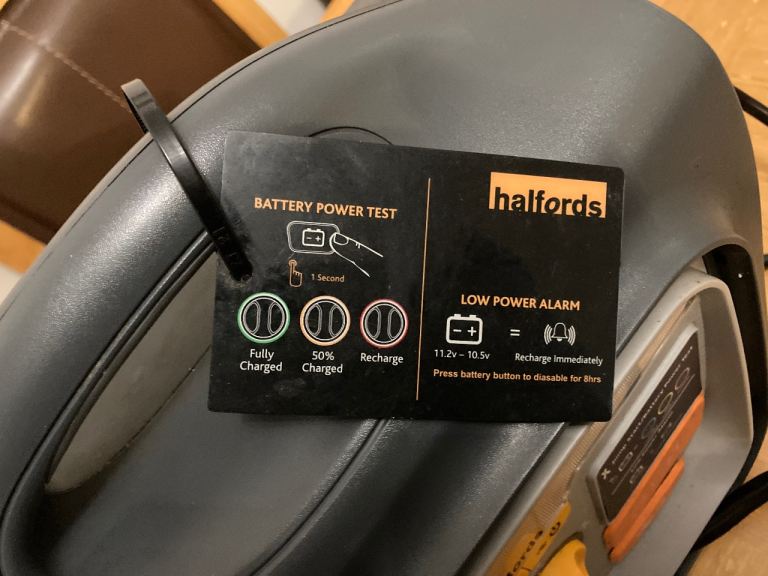 BATTERY POWER TEST
1 Second
Fully
Charged
50%
Charged
Recharge
halfords
LOW POWER ALARM
=
11.2v – 10.5v
Recharge Immediately
Press battery button to diasable for 8hrs